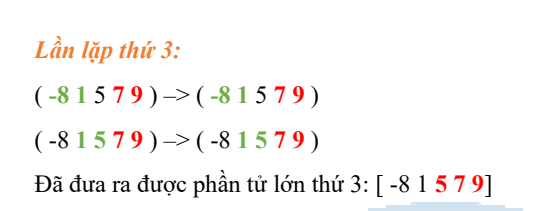 Lần lặp thứ 3:
( -8 1 5 7 9 ) –> ( -8 1 5 7 9 )
( -8 1 5 7 9 ) –> ( -8 1 5 7 9 )
Đã đưa ra được phần tử lớn thứ 3: [ -8 1 5 7 9]